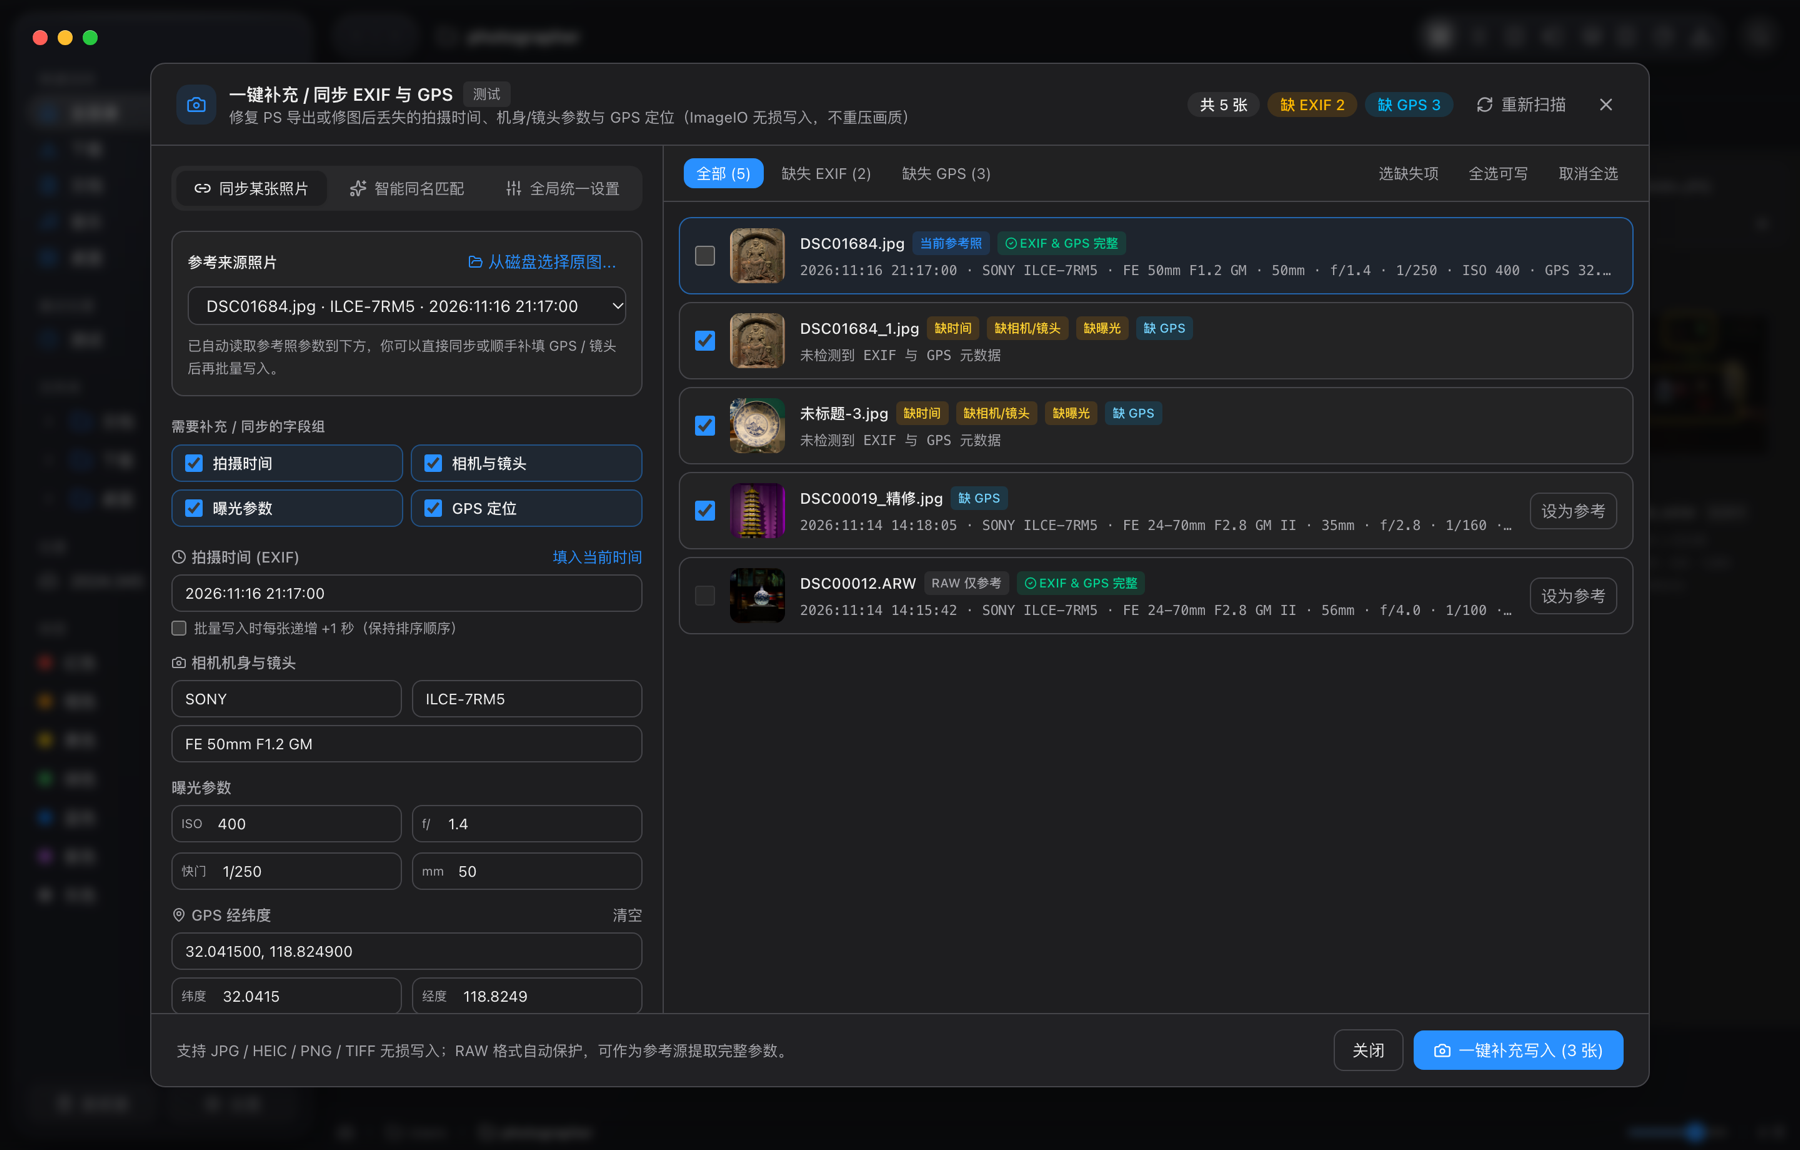 photographer
一键补充 / 同步 EXIF 与 GPS 测试
修复 PS 导出或修图后丢失的拍摄时间、机身/镜头参数与 GPS 定位（ImageIO 无损写入，不重压画质）
共 5 张 缺 EXIF 2 缺 GPS 3 重新扫描
同步某张照片 智能同名匹配 全局统一设置
参考来源照片 从磁盘选择原图...
DSC01684.jpg · ILCE-7RM5 · 2026:11:16 21:17:00
已自动读取参考照参数到下方，你可以直接同步或顺手补填 GPS / 镜头
后再批量写入。
需要补充 / 同步的字段组
拍摄时间 相机与镜头
曝光参数 GPS 定位
拍摄时间 (EXIF) 填入当前时间
2026:11:16 21:17:00
批量写入时每张递增 +1 秒（保持排序顺序）
相机机身与镜头
SONY ILCE-7RM5
FE 50mm F1.2 GM
曝光参数
ISO 400 f/ 1.4
快门 1/250 mm 50
GPS 经纬度 清空
32.041500, 118.824900
纬度 32.0415 经度 118.8249
全部 (5) 缺失 EXIF (2) 缺失 GPS (3) 选缺失项 全选可写 取消全选
DSC01684.jpg 当前参考照 EXIF & GPS 完整
2026:11:16 21:17:00 · SONY ILCE-7RM5 · FE 50mm F1.2 GM · 50mm · f/1.4 · 1/250 · ISO 400 · GPS 32.…
DSC01684_1.jpg 缺时间 缺相机/镜头 缺曝光 缺 GPS
未检测到 EXIF 与 GPS 元数据
未标题-3.jpg 缺时间 缺相机/镜头 缺曝光 缺 GPS
未检测到 EXIF 与 GPS 元数据
DSC00019_精修.jpg 缺 GPS
2026:11:14 14:18:05 · SONY ILCE-7RM5 · FE 24-70mm F2.8 GM II · 35mm · f/2.8 · 1/160 ·… 设为参考
DSC00012.ARW RAW 仅参考 EXIF & GPS 完整
2026:11:14 14:15:42 · SONY ILCE-7RM5 · FE 24-70mm F2.8 GM II · 56mm · f/4.0 · 1/100 ·… 设为参考
支持 JPG / HEIC / PNG / TIFF 无损写入；RAW 格式自动保护，可作为参考源提取完整参数。
关闭 一键补充写入 (3 张)